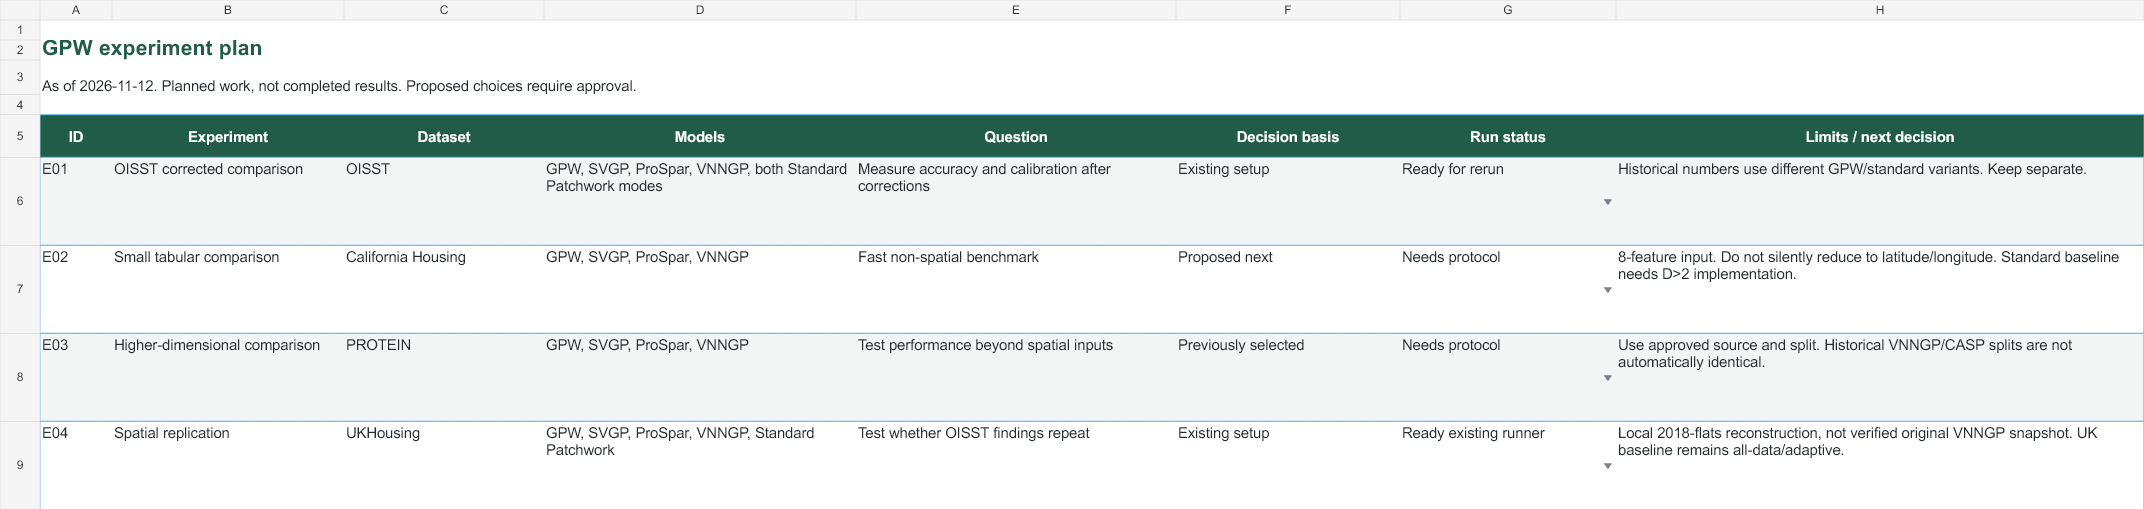 A B C D E F G H
1
2 GPW experiment plan
3 As of 2026-11-12. Planned work, not completed results. Proposed choices require approval.
4
5 ID Experiment Dataset Models Question Decision basis Run status Limits / next decision
6
E01 OISST corrected comparison OISST GPW, SVGP, ProSpar, VNNGP, both Standard Measure accuracy and calibration after Existing setup Ready for rerun Historical numbers use different GPW/standard variants. Keep separate.
Patchwork modes corrections
7
E02 Small tabular comparison California Housing GPW, SVGP, ProSpar, VNNGP Fast non-spatial benchmark Proposed next Needs protocol 8-feature input. Do not silently reduce to latitude/longitude. Standard baseline
needs D>2 implementation.
8
E03 Higher-dimensional comparison PROTEIN GPW, SVGP, ProSpar, VNNGP Test performance beyond spatial inputs Previously selected Needs protocol Use approved source and split. Historical VNNGP/CASP splits are not
automatically identical.
9
E04 Spatial replication UKHousing GPW, SVGP, ProSpar, VNNGP, Standard Test whether OISST findings repeat Existing setup Ready existing runner Local 2018-flats reconstruction, not verified original VNNGP snapshot. UK
Patchwork baseline remains all-data/adaptive.